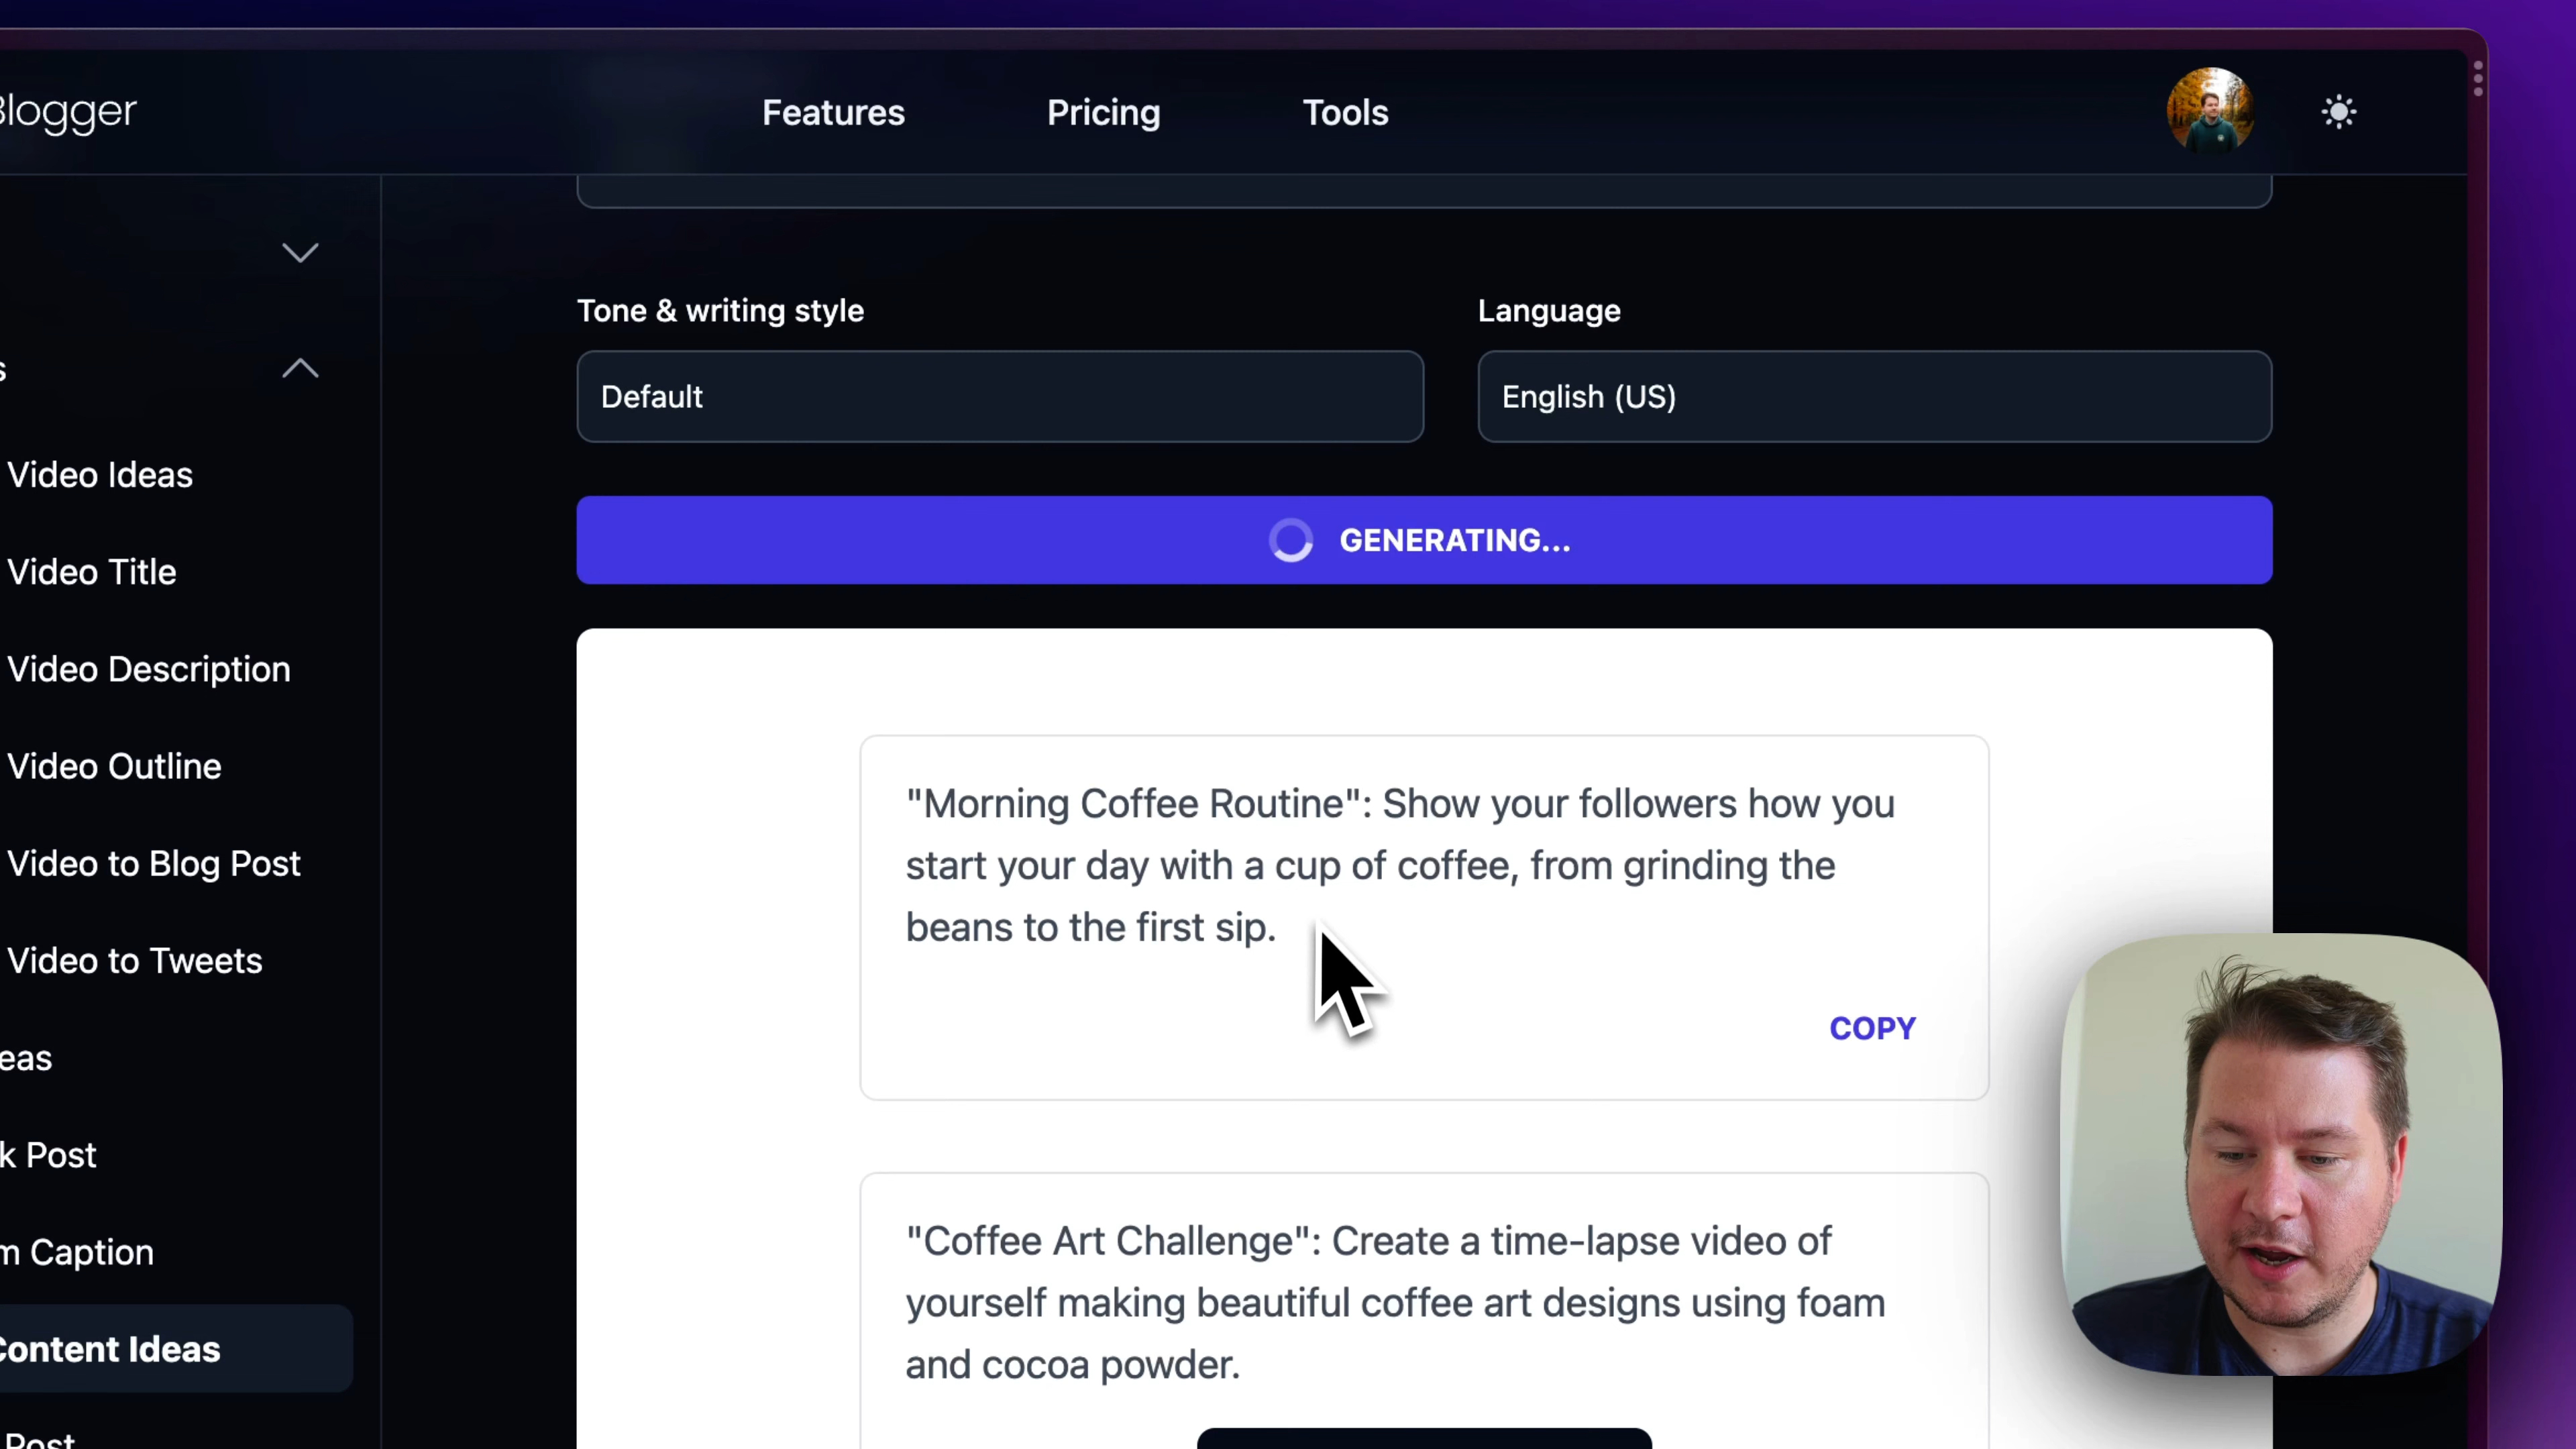 Blogger
Features
Pricing
Tools
Tone & writing style
Language
Default
English (US)
GENERATING...
Video Ideas
Video Title
Video Description
Video Outline
Video to Blog Post
Video to Tweets
eas
k Post
m Caption
Content Ideas
Post
"Morning Coffee Routine": Show your followers how you
start your day with a cup of coffee, from grinding the
beans to the first sip.
COPY
"Coffee Art Challenge": Create a time-lapse video of
yourself making beautiful coffee art designs using foam
and cocoa powder.